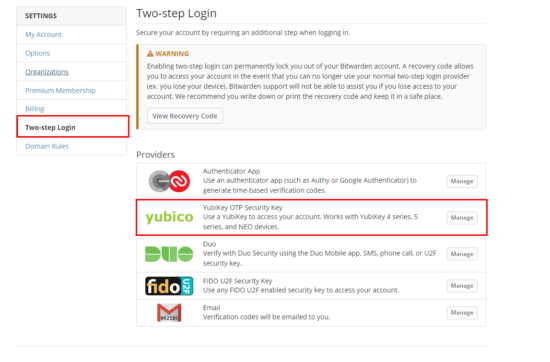 SETTINGS
My Account
Options
Organizations
Premium Membership
Billing
Two-step Login
Domain Rules
Two-step Login
Secure your account by requiring an additional step when logging in.
WARNING
Enabling two-step login can permanently lock you out of your Bitwarden account. A recovery code allows
you to access your account in the event that you can no longer use your normal two-step login provider
(ex. you lose your device). Bitwarden support will not be able to assist you if you lose access to your
account. We recommend you write down or print the recovery code and keep it in a safe place.
View Recovery Code
Providers
Authenticator App
Use an authenticator app (such as Authy or Google Authenticator) to
generate time-based verification codes.
Manage
yubico
YubiKey OTP Security Key
Use a YubiKey to access your account. Works with YubiKey 4 series, 5
series, and NEO devices.
Manage
DUO
Duo
Verify with Duo Security using the Duo Mobile app, SMS, phone call, or U2F
security key.
Manage
fido U2F
FIDO U2F Security Key
Use any FIDO U2F enabled security key to access your account.
Manage
Email
Verification codes will be emailed to you.
Manage